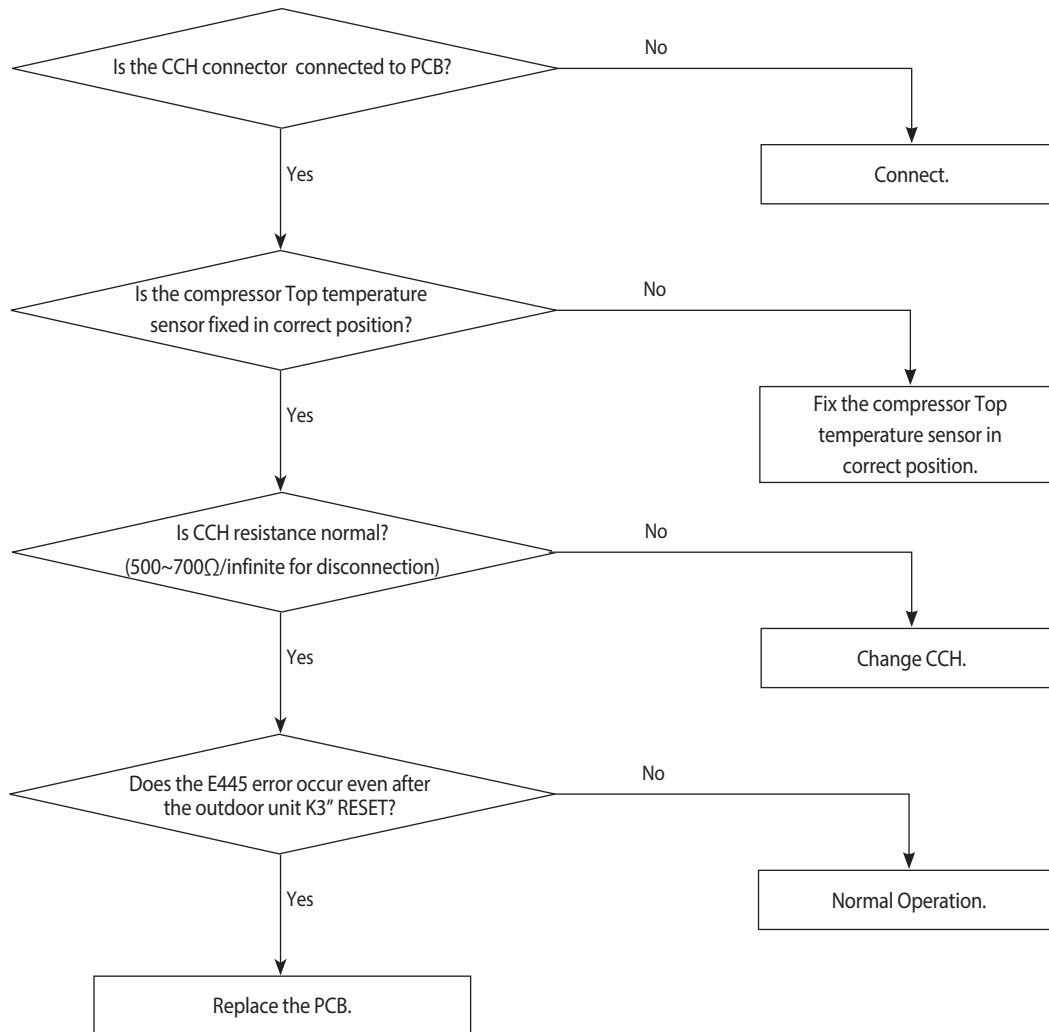 Is the CCH connector  connected to PCB?
No
Connect.
Yes
Is the compressor Top temperature
sensor fixed in correct position?
No
Fix the compressor Top
temperature sensor in
correct position.
Yes
Is CCH resistance normal?
(500~700Ω/infinite for disconnection)
No
Change CCH.
Yes
Does the E445 error occur even after
the outdoor unit K3” RESET?
No
Normal Operation.
Yes
Replace the PCB.